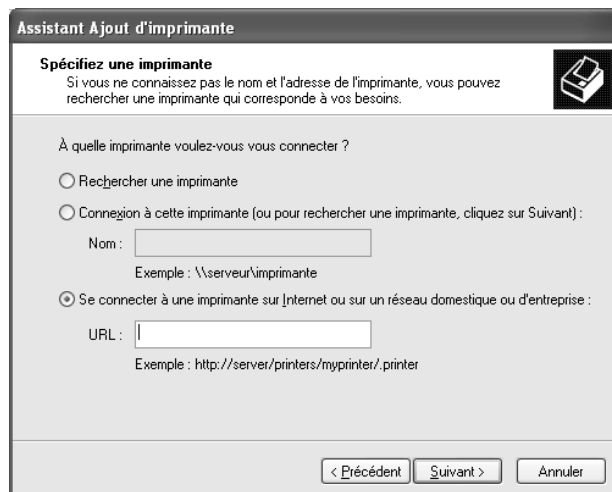 Assistant Ajout d'imprimante
Spécifiez une imprimante
Si vous ne connaissez pas le nom et l'adresse de l'imprimante, vous pouvez
rechercher une imprimante qui corresponde à vos besoins.
À quelle imprimante voulez-vous vous connecter ?
Rechercher une imprimante
Connexion à cette imprimante (ou pour rechercher une imprimante, cliquez sur Suivant) :
Nom :
Exemple : \\serveur\imprimante
Se connecter à une imprimante sur Internet ou sur un réseau domestique ou d'entreprise :
URL :
Exemple : http://server/printers/myprinter/.printer
< Précédent Suivant > Annuler